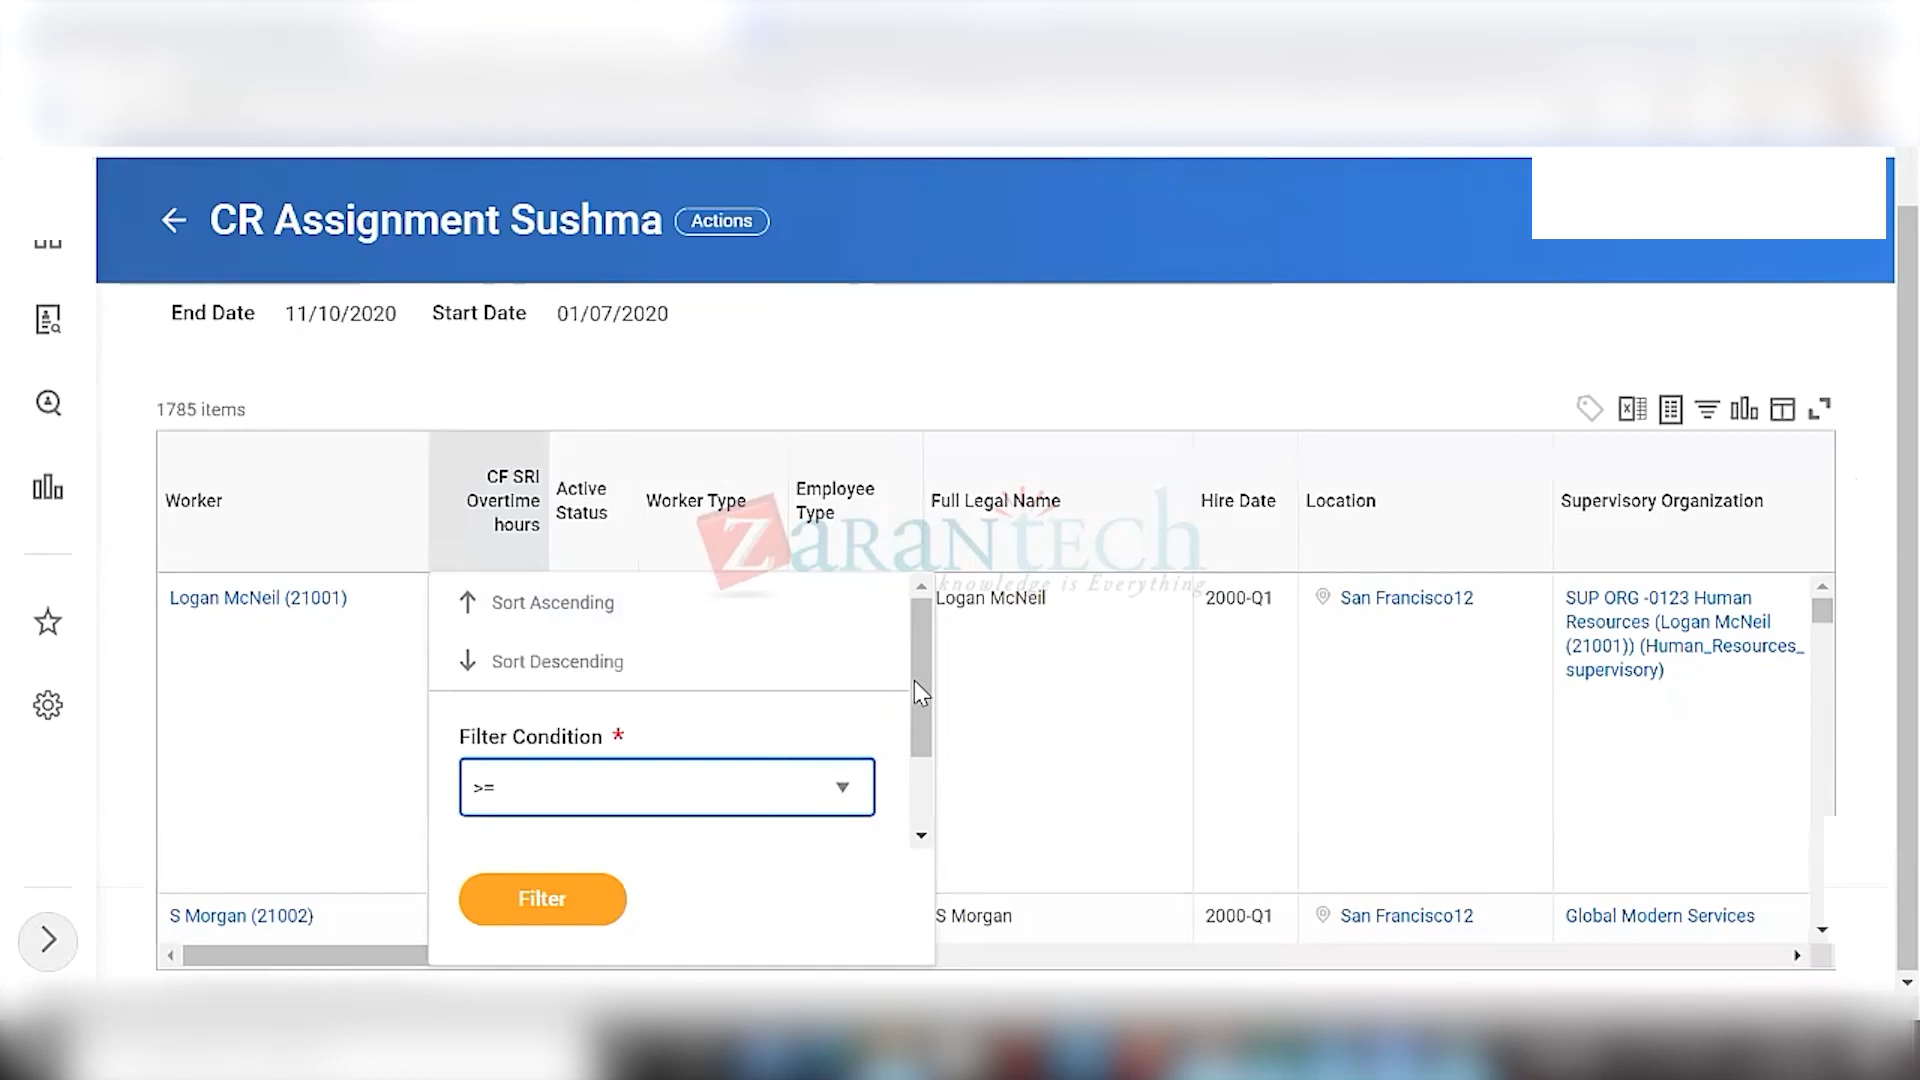 CR Assignment Sushma
Actions
End Date 11/10/2020 Start Date 01/07/2020
1785 items
Worker
CF SRI
Overtime
hours
Active
Status
Worker Type
Employee
Type
Full Legal Name
Hire Date
Location
Supervisory Organization
ZaranTech
knowledge is Everything
Logan McNeil (21001)
Sort Ascending
Sort Descending
Filter Condition *
>=
Filter
Logan McNeil
2000-Q1
San Francisco12
SUP ORG -0123 Human
Resources (Logan McNeil
(21001)) (Human_Resources_
supervisory)
S Morgan (21002)
S Morgan
2000-Q1
San Francisco12
Global Modern Services